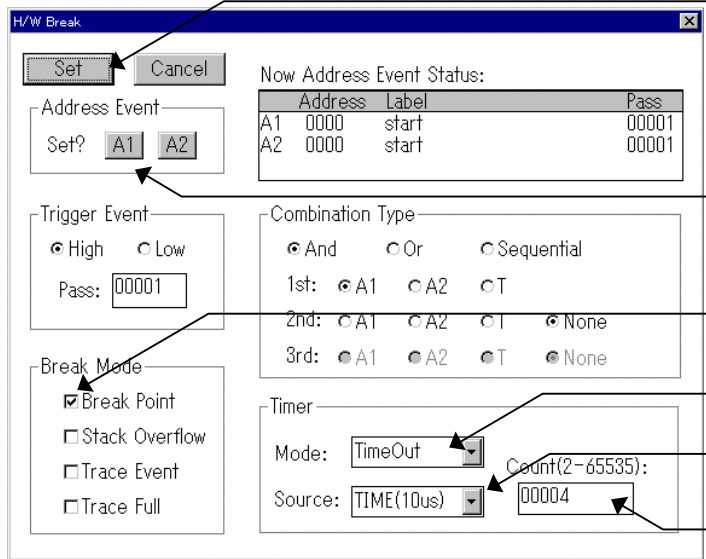 H/W Break
Set Cancel
Now Address Event Status:
Address Label Pass
A1 0000 start 00001
A2 0000 start 00001
Address Event
Set? A1 A2
Trigger Event
High Low
Pass: 00001
Combination Type
And Or Sequential
1st: A1 A2 T
2nd: A1 A2 T None
3rd: A1 A2 T None
Break Mode
Break Point
Stack Overflow
Trace Event
Trace Full
Timer
Mode: TimeOut
Count(2-65535):
Source: TIME(10us) 00004